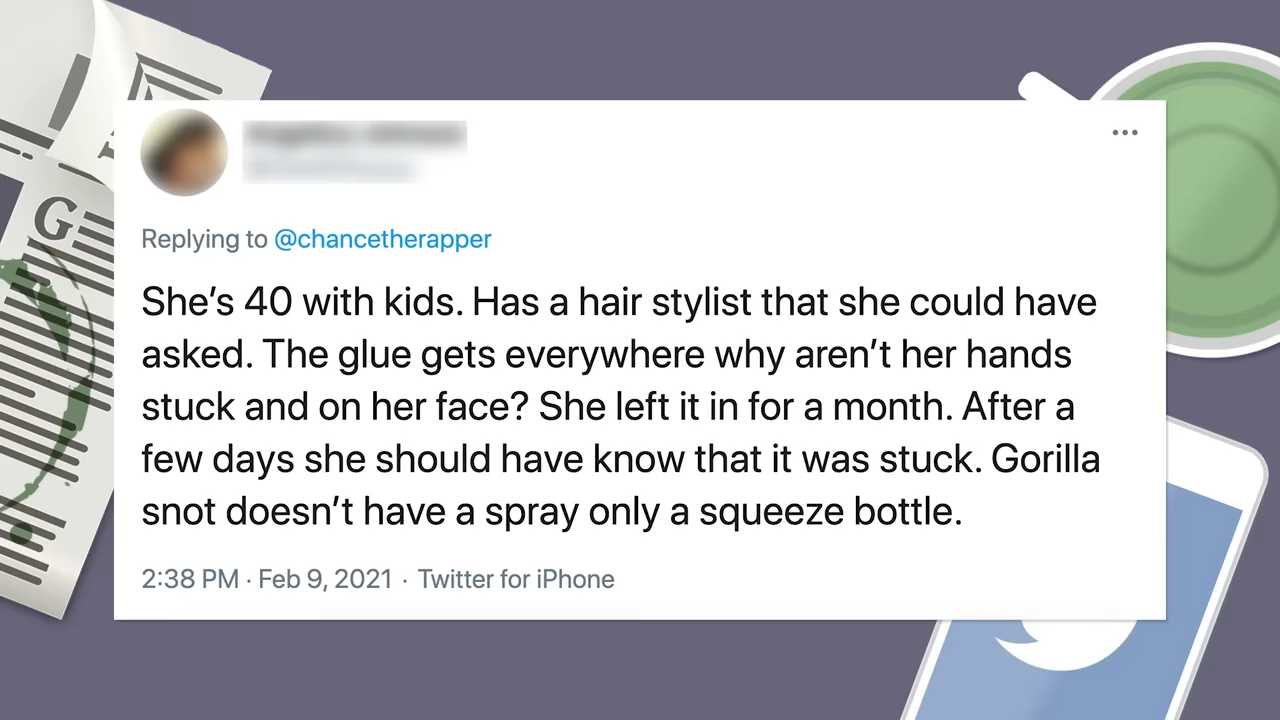 G
Replying to @chancetherapper
She's 40 with kids. Has a hair stylist that she could have
asked. The glue gets everywhere why aren't her hands
stuck and on her face? She left it in for a month. After a
few days she should have know that it was stuck. Gorilla
snot doesn't have a spray only a squeeze bottle.
2:38 PM · Feb 9, 2021 · Twitter for iPhone